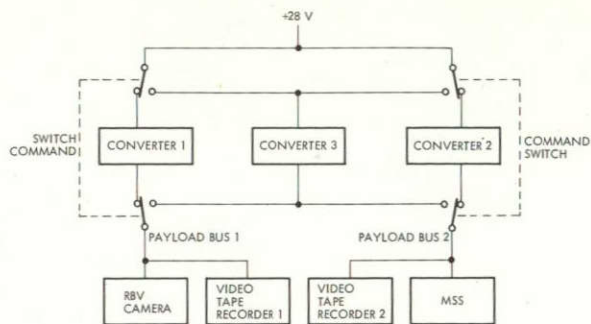 +28 V
SWITCH
COMMAND
CONVERTER 1
CONVERTER 3
CONVERTER 2
COMMAND
SWITCH
PAYLOAD BUS 1
PAYLOAD BUS 2
RBV
CAMERA
VIDEO
TAPE
RECORDER 1
VIDEO
TAPE
RECORDER 2
MSS